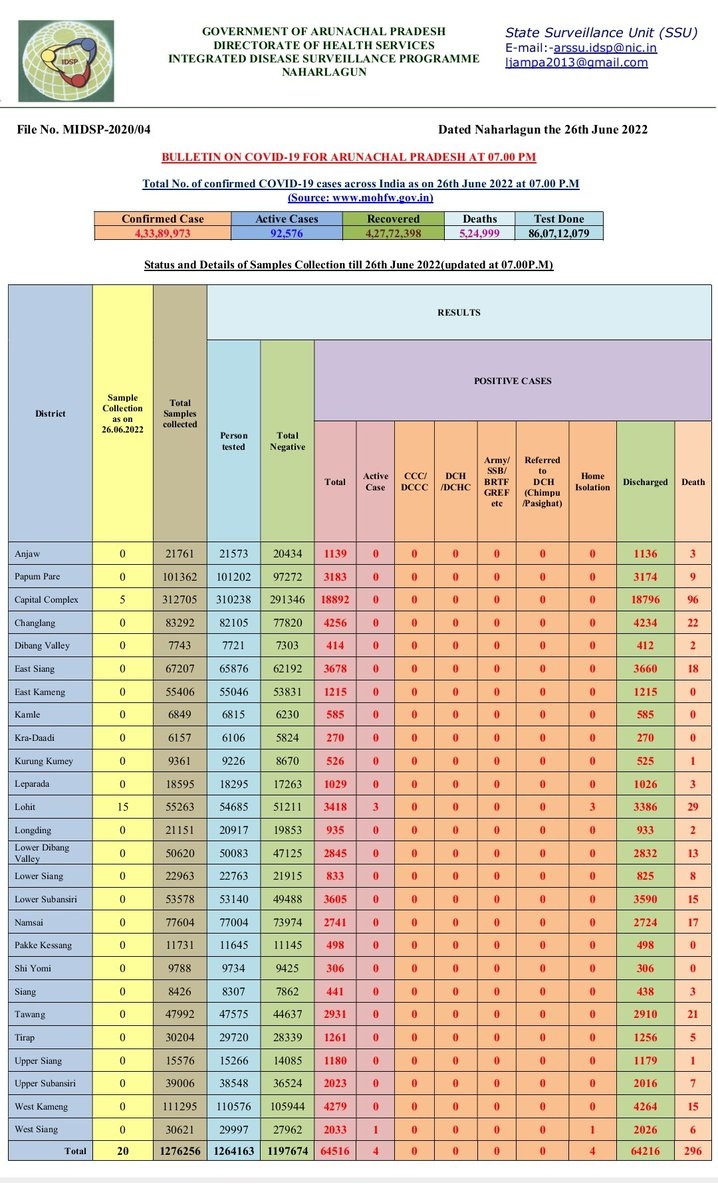 IDSP
GOVERNMENT OF ARUNACHAL PRADESH
DIRECTORATE OF HEALTH SERVICES
INTEGRATED DISEASE SURVEILLANCE PROGRAMME
NAHARLAGUN
State Surveillance Unit (SSU)
E-mail:-arssu.idsp@nic.in
ljampa2013@gmail.com
File No. MIDSP-2020/04 Dated Naharlagun the 26th June 2022
BULLETIN ON COVID-19 FOR ARUNACHAL PRADESH AT 07.00 PM
Total No. of confirmed COVID-19 cases across India as on 26th June 2022 at 07.00 P.M
(Source: www.mohfw.gov.in)
Confirmed Case Active Cases Recovered Deaths Test Done
4,33,89,973 92,576 4,27,72,398 5,24,999 86,07,12,079
Status and Details of Samples Collection till 26th June 2022(updated at 07.00P.M)
District
Sample
Collection
as on
26.06.2022
Total
Samples
collected
RESULTS
Person
tested
Total
Negative
POSITIVE CASES
Total
Active
Case
CCC/
DCCC
DCH
/DCHC
Army/
SSB/
BRTF
GREF
etc
Referred
to
DCH
(Chimpu
/Pasighat)
Home
Isolation
Discharged
Death
Anjaw 0 21761 21573 20434 1139 0 0 0 0 0 0 1136 3
Papum Pare 0 101362 101202 97272 3183 0 0 0 0 0 0 3174 9
Capital Complex 5 312705 310238 291346 18892 0 0 0 0 0 0 18796 96
Changlang 0 83292 82105 77820 4256 0 0 0 0 0 0 4234 22
Dibang Valley 0 7743 7721 7303 414 0 0 0 0 0 0 412 2
East Siang 0 67207 65876 62192 3678 0 0 0 0 0 0 3660 18
East Kameng 0 55406 55046 53831 1215 0 0 0 0 0 0 1215 0
Kamle 0 6849 6815 6230 585 0 0 0 0 0 0 585 0
Kra-Daadi 0 6157 6106 5824 270 0 0 0 0 0 0 270 0
Kurung Kumey 0 9361 9226 8670 526 0 0 0 0 0 0 525 1
Leparada 0 18595 18295 17263 1029 0 0 0 0 0 0 1026 3
Lohit 15 55263 54685 51211 3418 3 0 0 0 0 3 3386 29
Longding 0 21151 20917 19853 935 0 0 0 0 0 0 933 2
Lower Dibang
Valley 0 50620 50083 47125 2845 0 0 0 0 0 0 2832 13
Lower Siang 0 22963 22763 21915 833 0 0 0 0 0 0 825 8
Lower Subansiri 0 53578 53140 49488 3605 0 0 0 0 0 0 3590 15
Namsai 0 77604 77004 73974 2741 0 0 0 0 0 0 2724 17
Pakke Kessang 0 11731 11645 11145 498 0 0 0 0 0 0 498 0
Shi Yomi 0 9788 9734 9425 306 0 0 0 0 0 0 306 0
Siang 0 8426 8307 7862 441 0 0 0 0 0 0 438 3
Tawang 0 47992 47575 44637 2931 0 0 0 0 0 0 2910 21
Tirap 0 30204 29720 28339 1261 0 0 0 0 0 0 1256 5
Upper Siang 0 15576 15266 14085 1180 0 0 0 0 0 0 1179 1
Upper Subansiri 0 39006 38548 36524 2023 0 0 0 0 0 0 2016 7
West Kameng 0 111295 110576 105944 4279 0 0 0 0 0 0 4264 15
West Siang 0 30621 29997 27962 2033 1 0 0 0 0 1 2026 6
Total 20 1276256 1264163 1197674 64516 4 0 0 0 0 4 64216 296